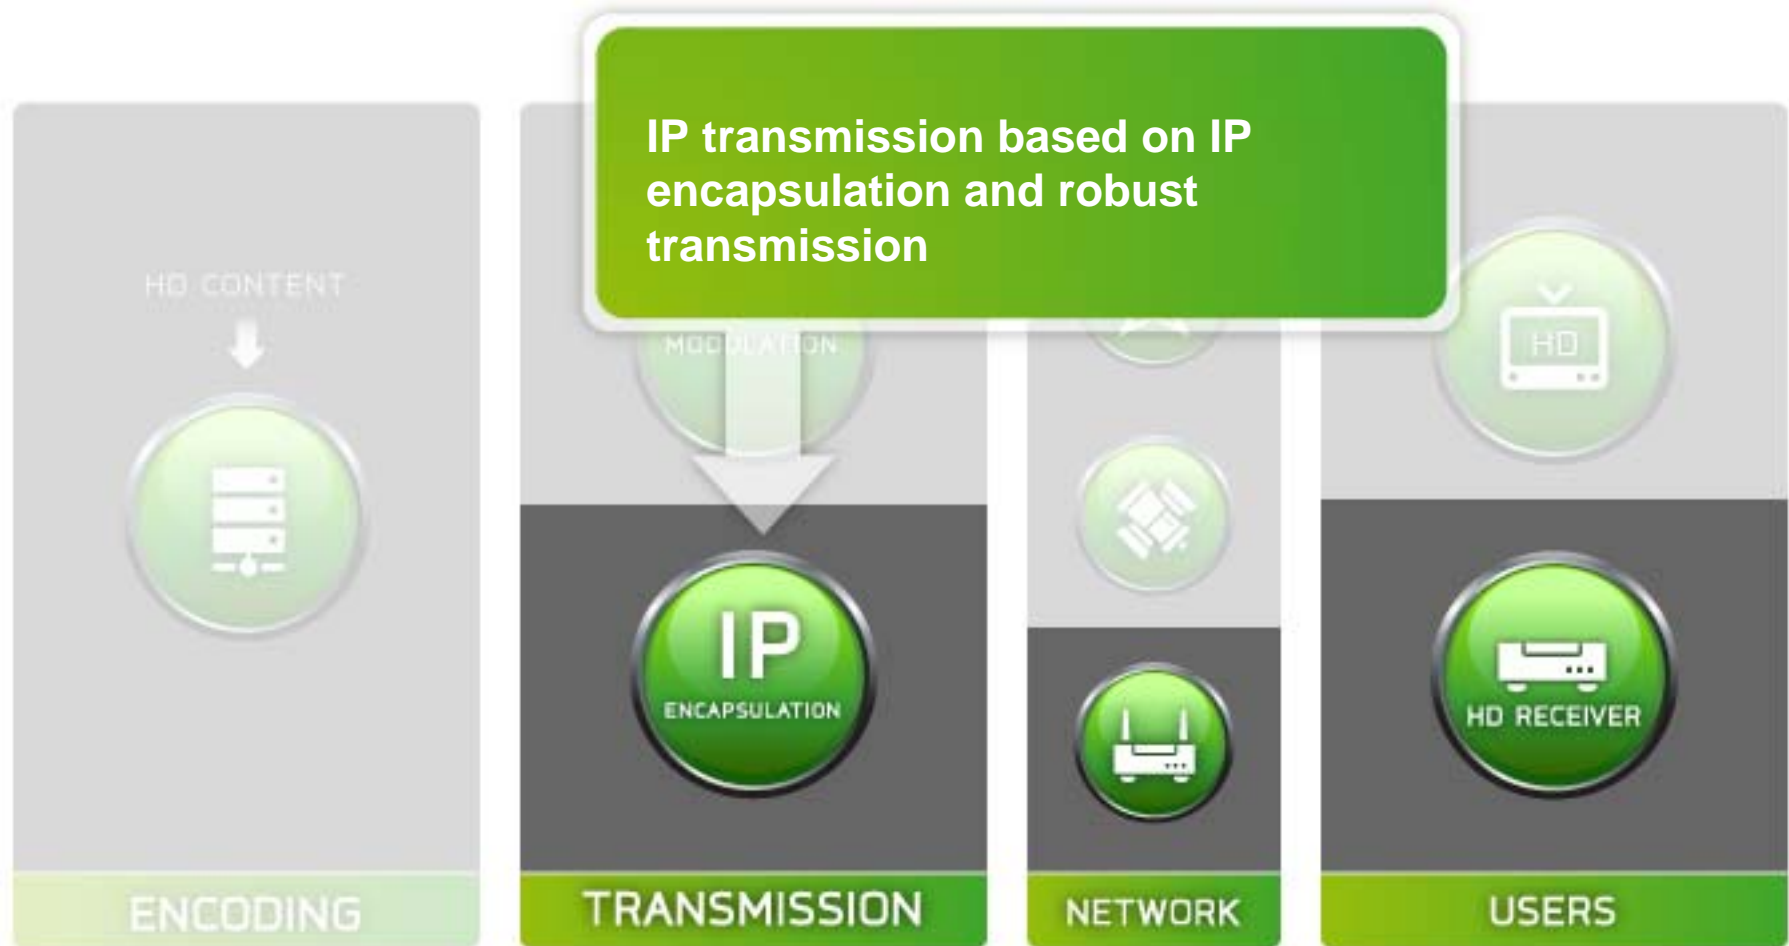 IP transmission based on IP
encapsulation and robust
transmission
HD CONTENT
MODULATION
HD
IP
ENCAPSULATION
HD RECEIVER
ENCODING
TRANSMISSION
NETWORK
USERS